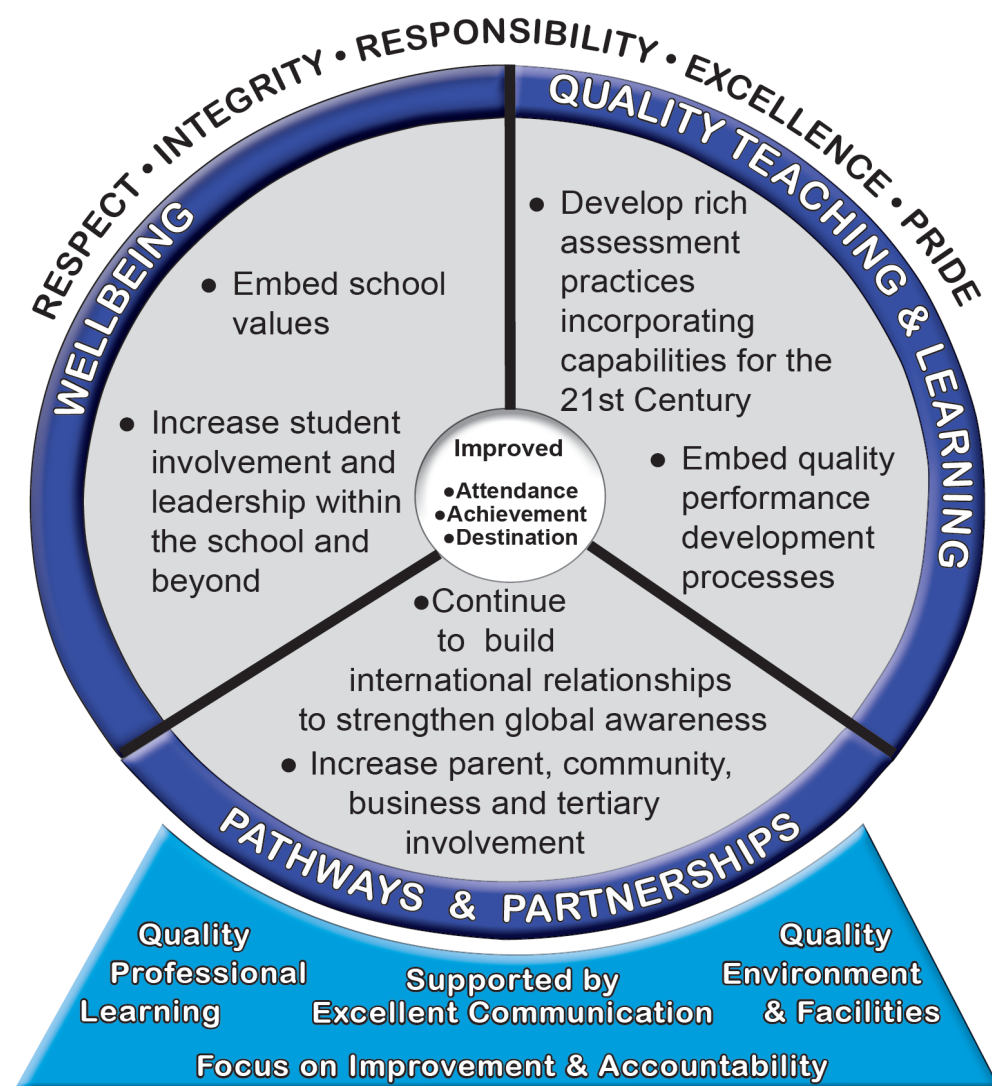 RESPECT • INTEGRITY • RESPONSIBILITY • EXCELLENCE • PRIDE
WELLBEING
● Embed school
values
● Increase student
involvement and
leadership within
the school and
beyond
QUALITY TEACHING & LEARNING
● Develop rich
assessment
practices
incorporating
capabilities for the
21st Century
● Embed quality
performance
development
processes
Improved
●Attendance
●Achievement
●Destination
●Continue
to build
international relationships
to strengthen global awareness
● Increase parent, community,
business and tertiary
involvement
PATHWAYS & PARTNERSHIPS
Quality
Professional
Learning
Supported by
Excellent Communication
Quality
Environment
& Facilities
Focus on Improvement & Accountability